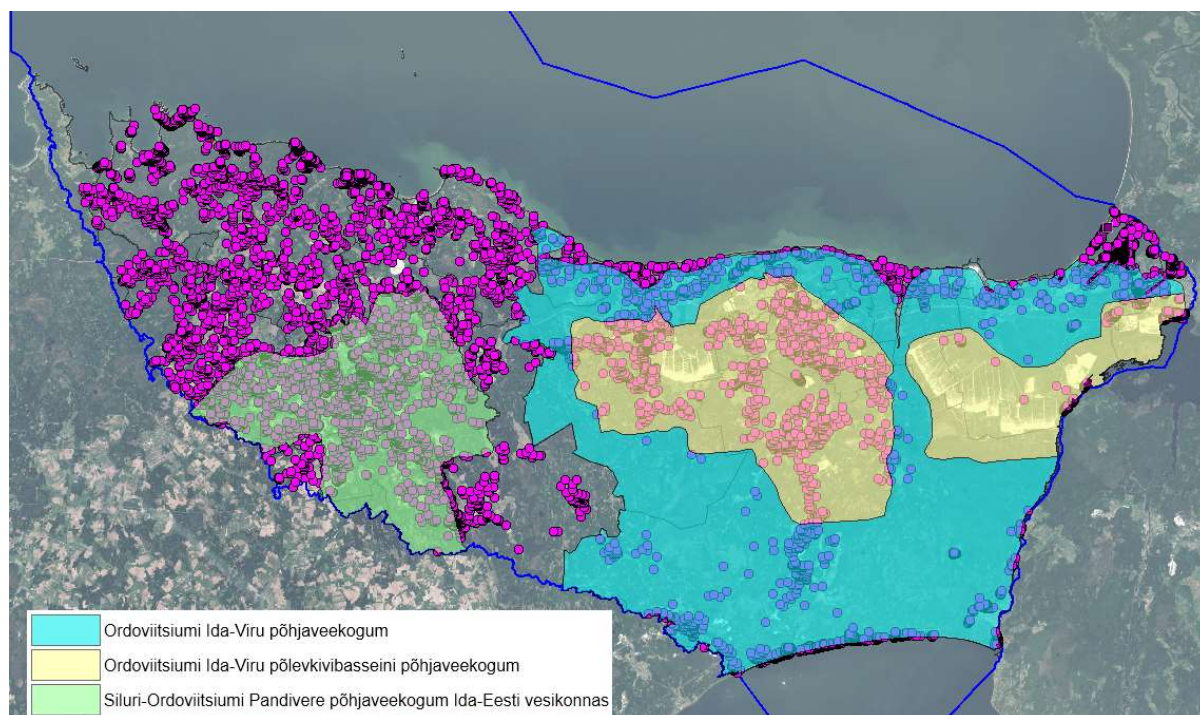 Ordoviitsiumi Ida-Viru põhjaveekogum
Ordoviitsiumi Ida-Viru põlevkivibasseini põhjaveekogum
Siluri-Ordoviitsiumi Pandivere põhjaveekogum Ida-Eesti vesikonnas